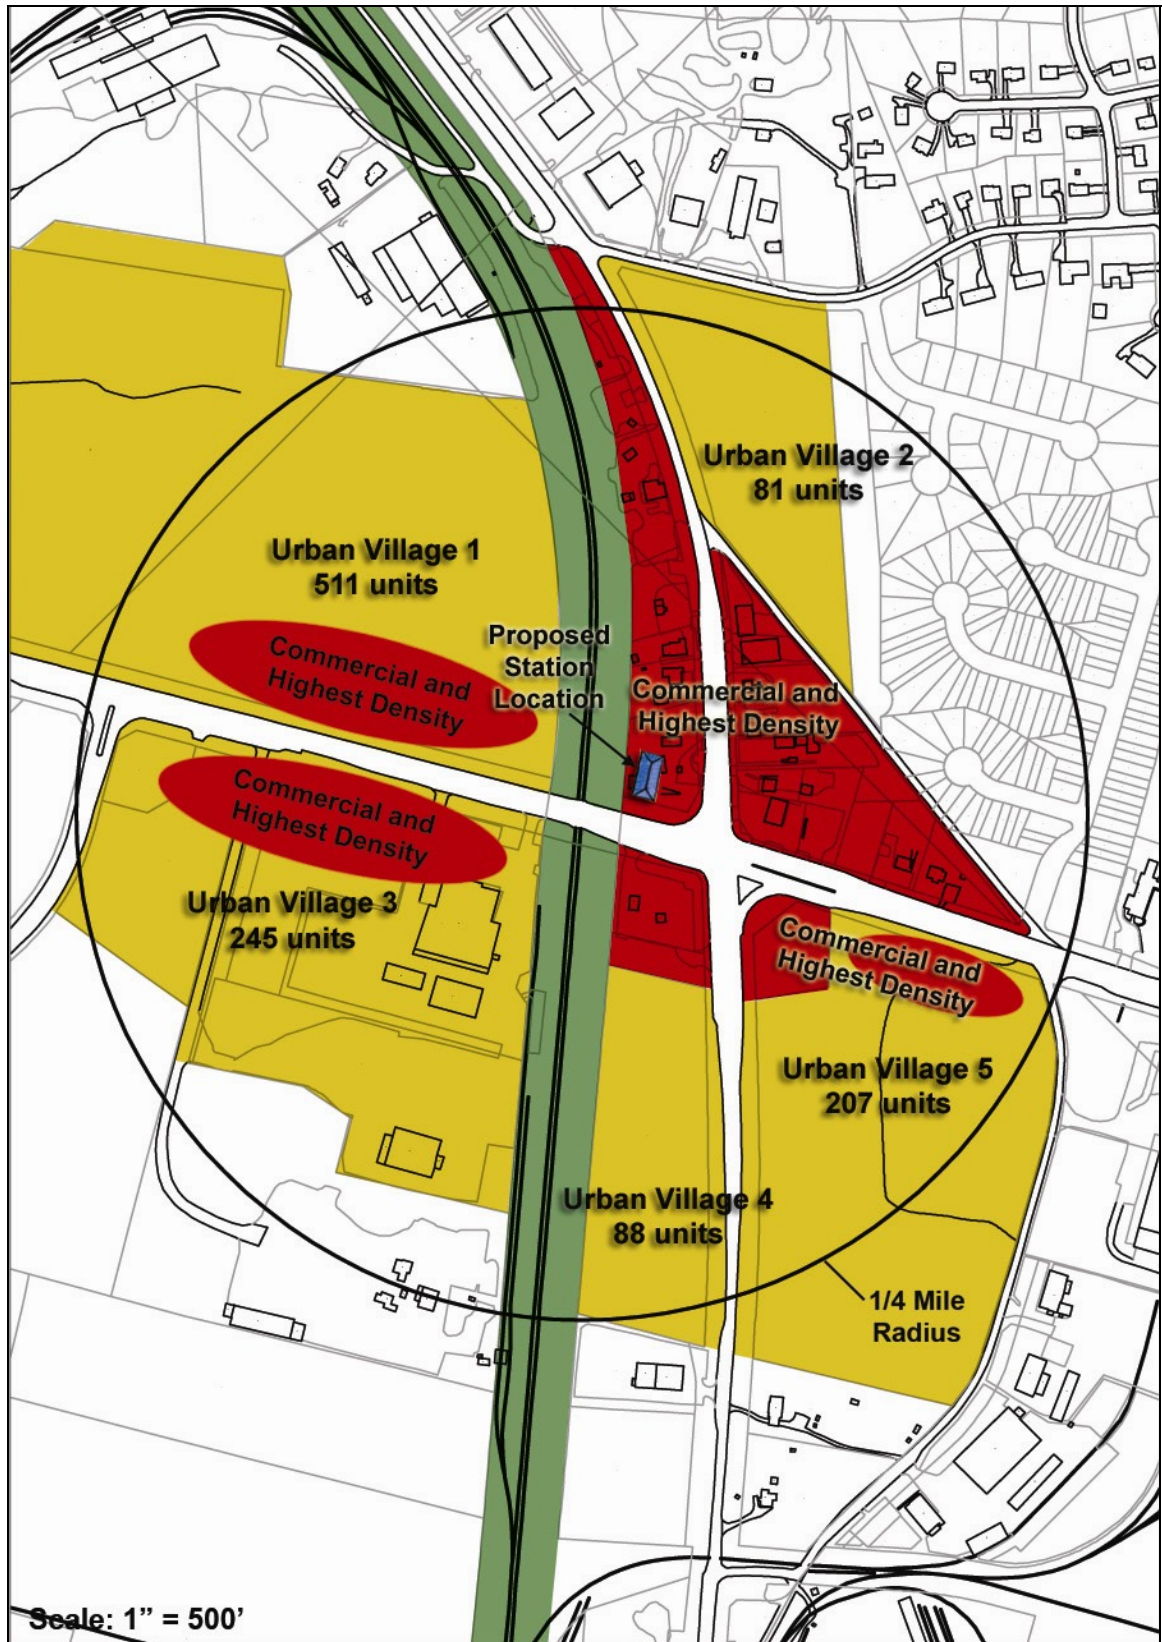 Urban Village 2
81 units
Urban Village 1
511 units
Proposed
Station
Location
Commercial and
Highest Density
Commercial and
Highest Density
Commercial and
Highest Density
Urban Village 3
245 units
Commercial and
Highest Density
Urban Village 5
207 units
Urban Village 4
88 units
1/4 Mile
Radius
Scale: 1” = 500’